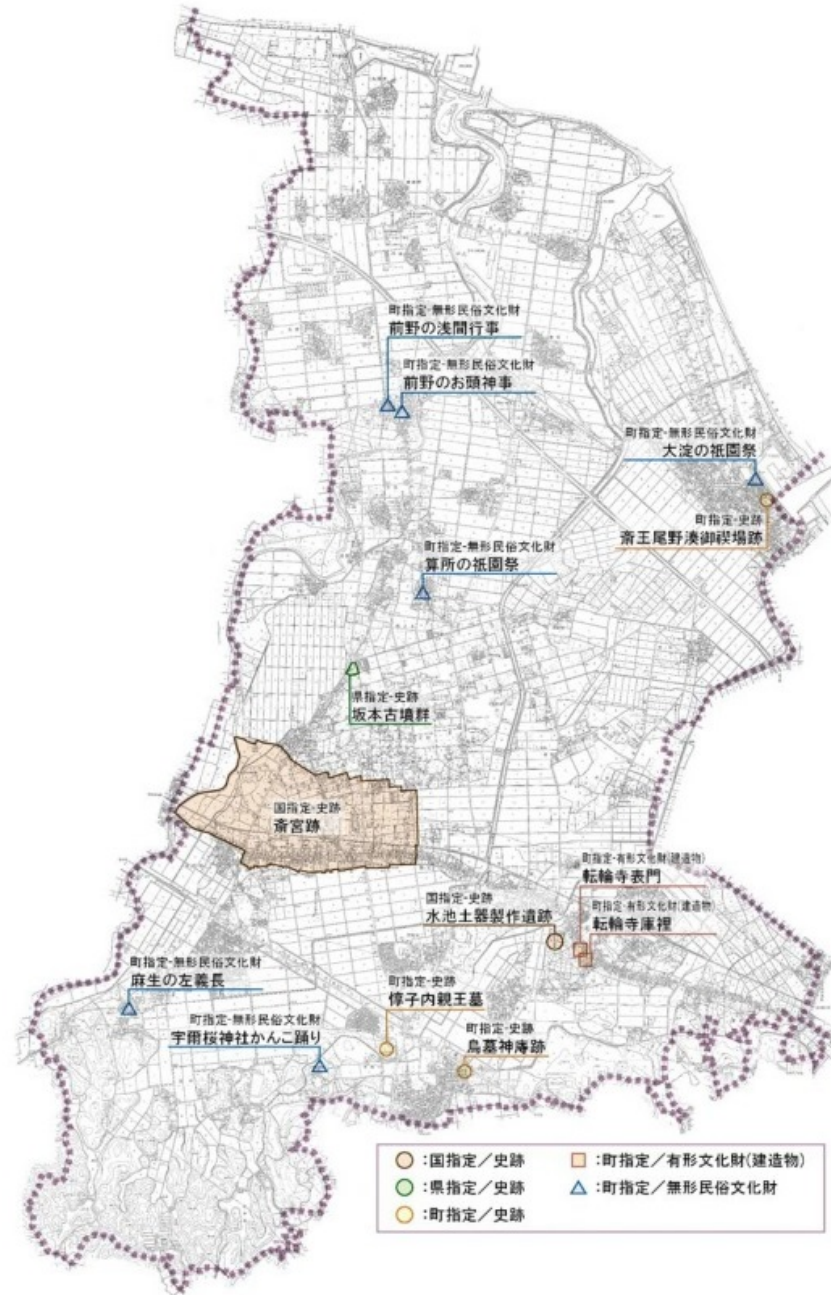 町指定-無形民俗文化財
前野の浅間行事
町指定-無形民俗文化財
前野のお頭神事
町指定-無形民俗文化財
大淀の祇園祭
町指定-史跡
斎王尾野湊御禊場跡
町指定-無形民俗文化財
算所の祇園祭
県指定-史跡
坂本古墳群
国指定-史跡
斎宮跡
町指定-有形文化財(建造物)
転輪寺表門
国指定-史跡
水池土器製作遺跡
町指定-有形文化財(建造物)
転輪寺庫裡
町指定-無形民俗文化財
麻生の左義長
町指定-史跡
惇子内親王墓
町指定-無形民俗文化財
宇爾桜神社かんこ踊り
町指定-史跡
鳥墓神庤跡
:国指定/史跡
:町指定/有形文化財(建造物)
:県指定/史跡
:町指定/無形民俗文化財
:町指定/史跡